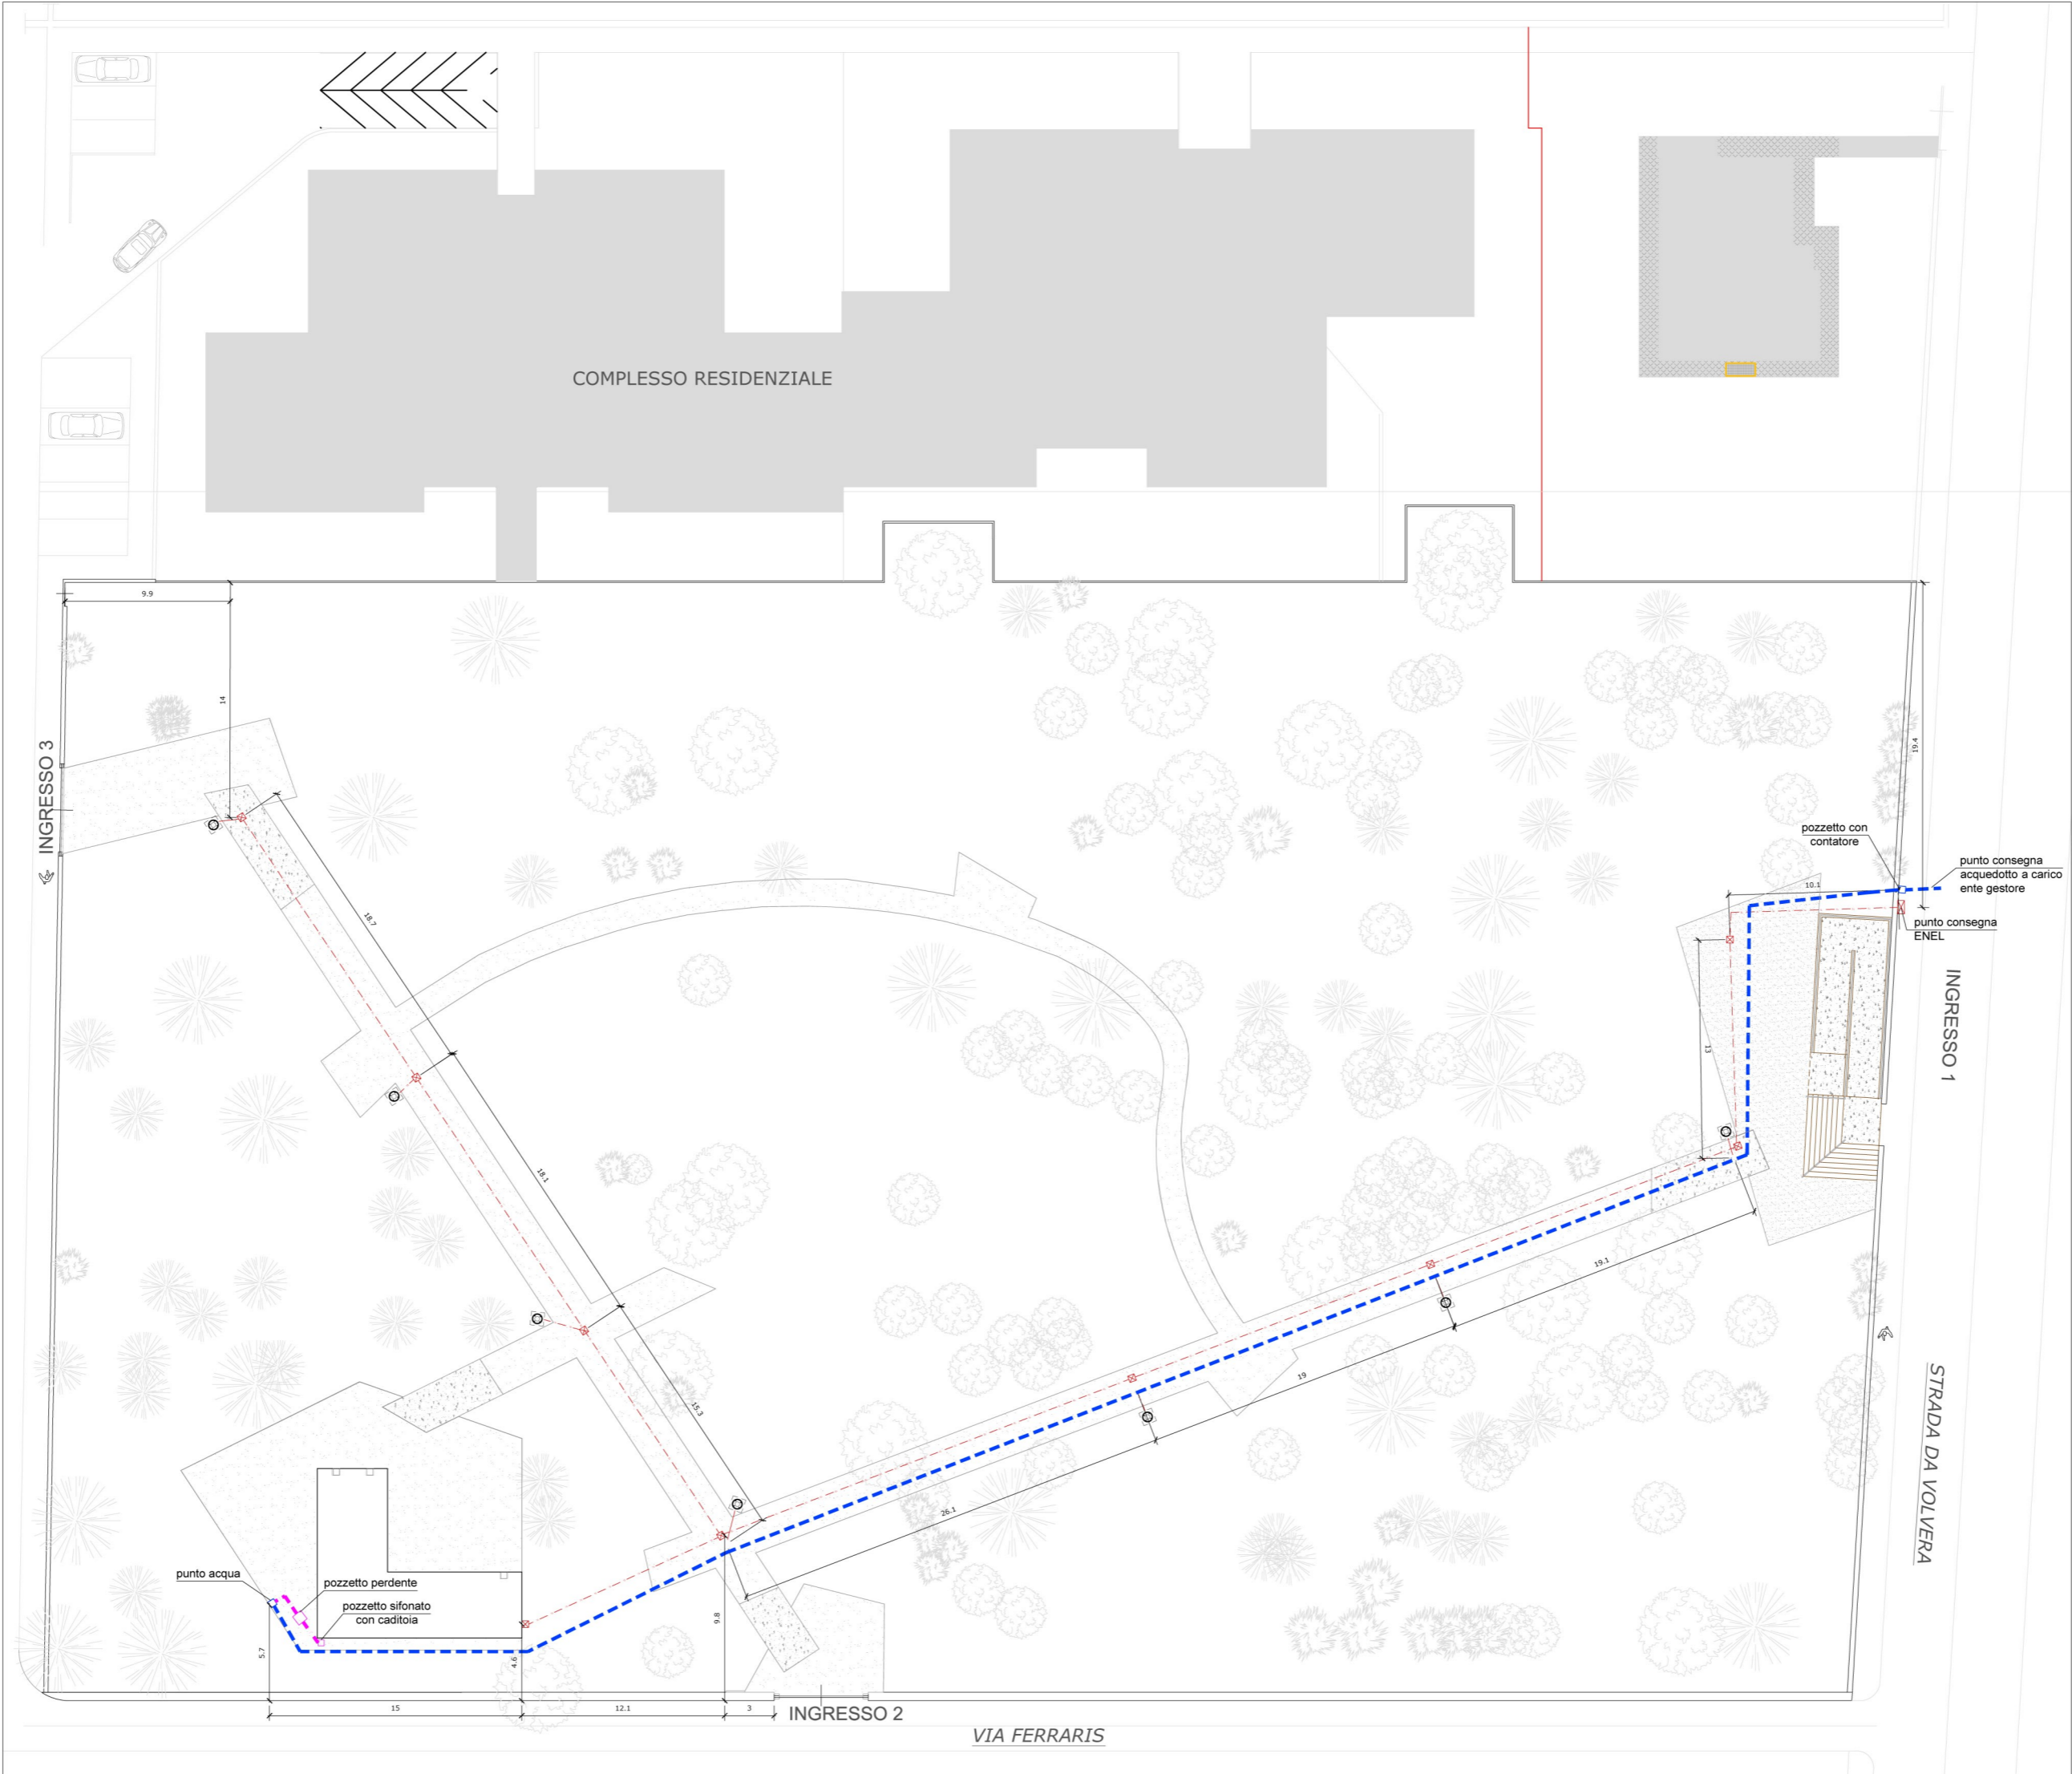 COMPLESSO RESIDENZIALE
9.9
14
19.4
INGRESSO 3
pozzetto con
contatore
punto consegna
acquedotto a carico
ente gestore
10.1
punto consegna
ENEL
18.7
INGRESSO 1
13
18.1
19.1
19
15.3
STRADA DA VOLVERA
26.1
punto acqua
pozzetto perdente
pozzetto sifonato
con caditoia
9.8
5.7
4.6
15
12.1
3
INGRESSO 2
VIA FERRARIS